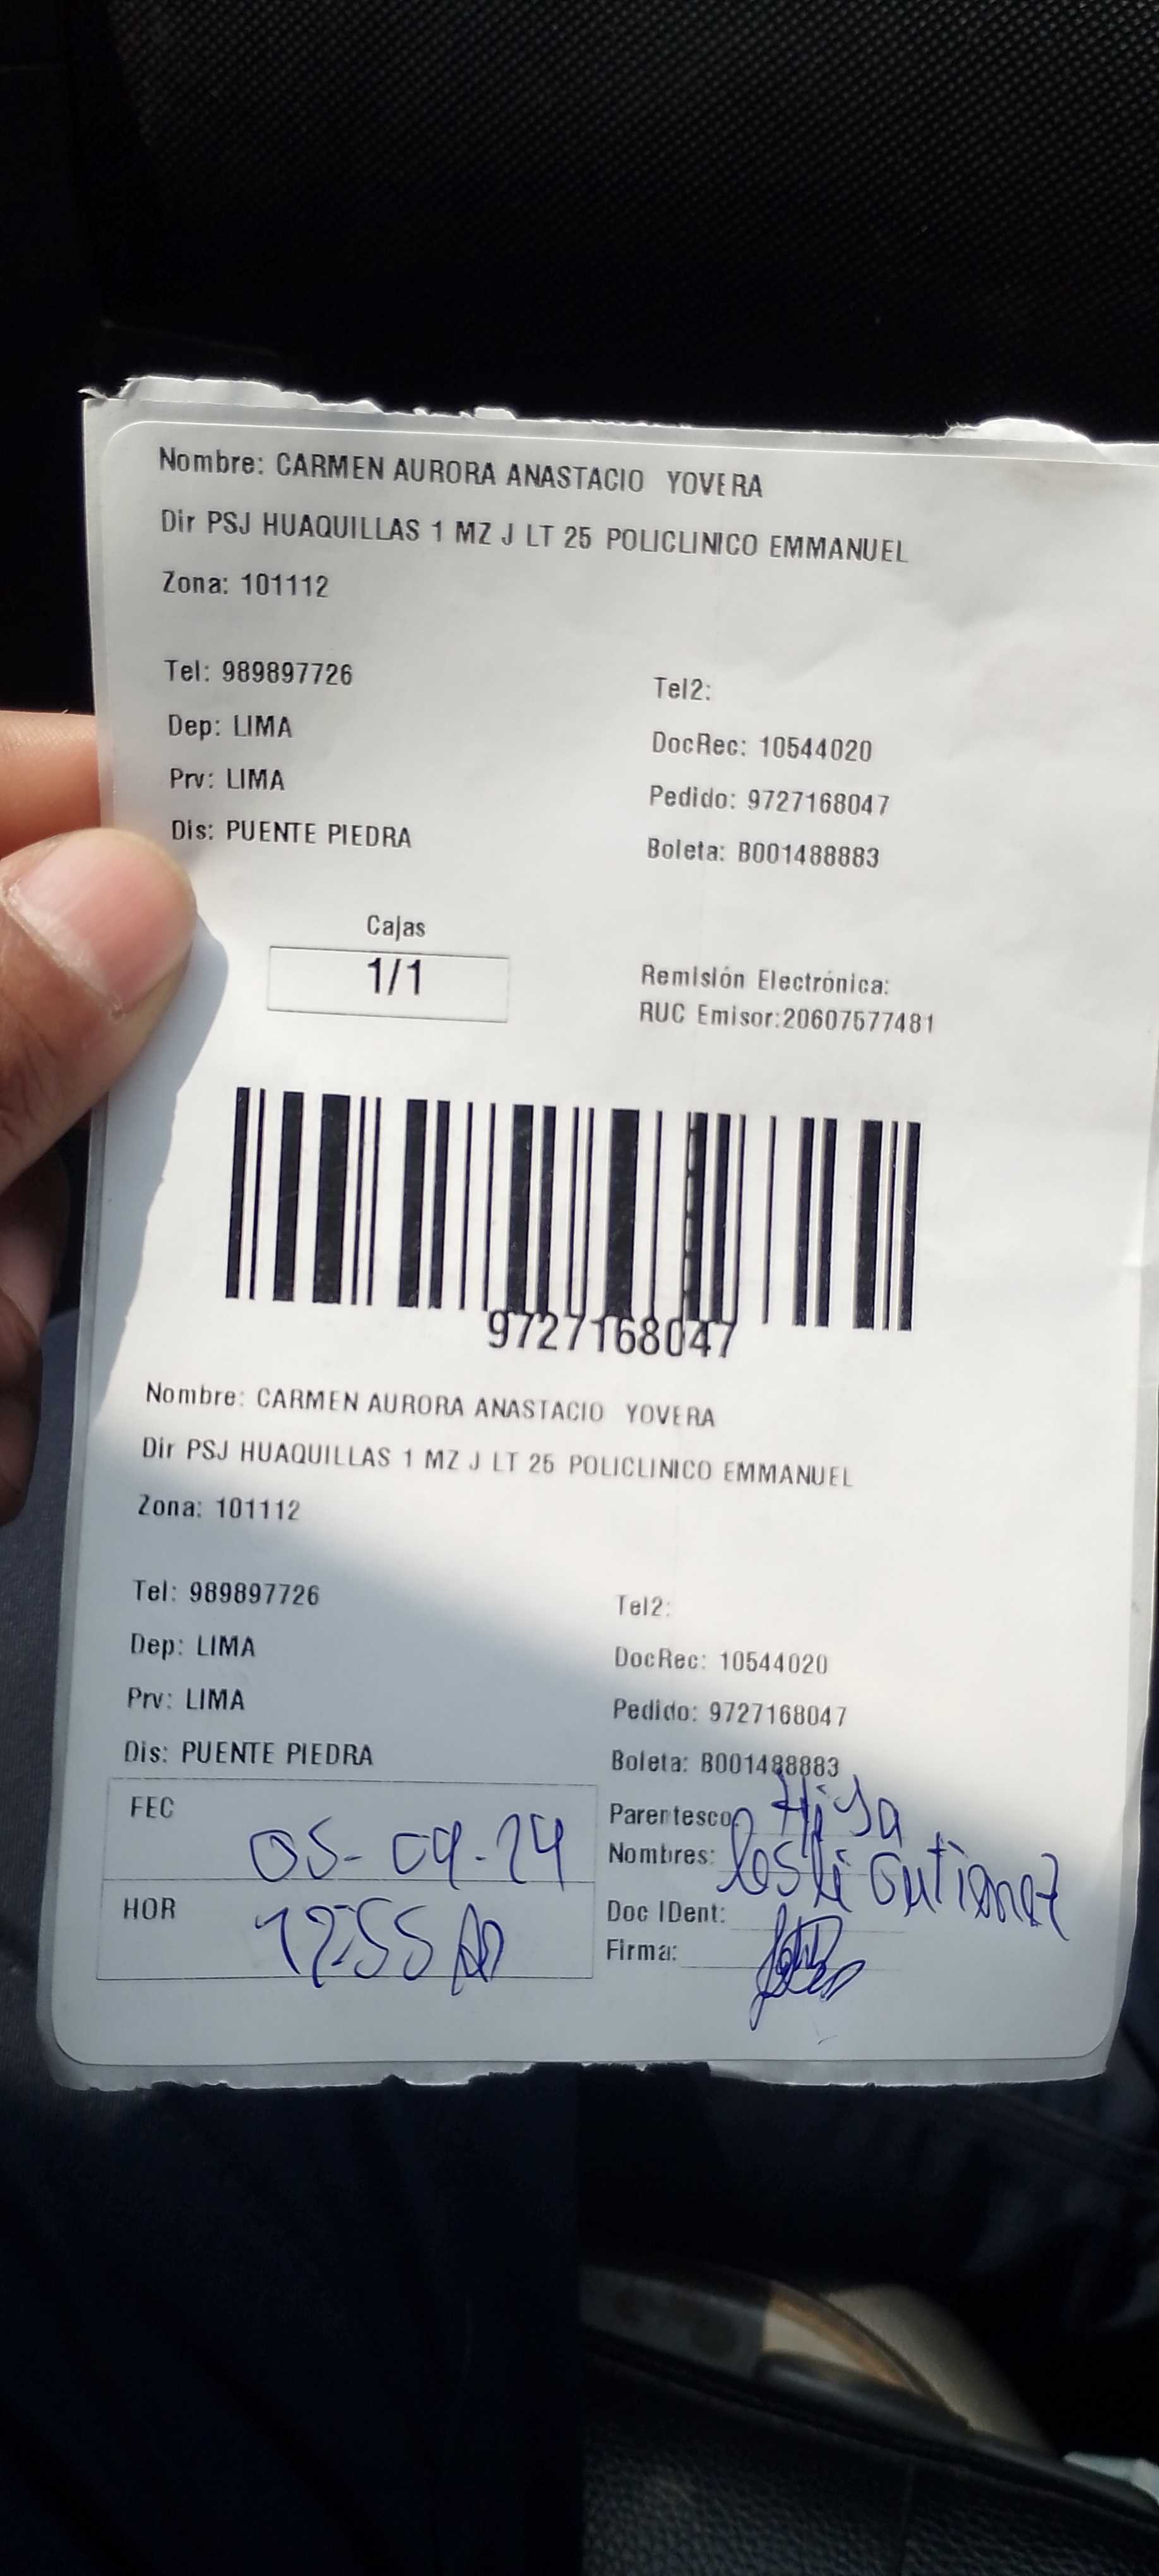 Nombre: CARMEN AURORA ANASTACIO YOVERA
Dir PSJ HUAQUILLAS 1 MZ J LT 25 POLICLINICO EMMANUEL
Zona: 101112
Tel: 989897726
Tel2:
Dep: LIMA
DocRec: 10544020
Prv: LIMA
Pedido: 9727168047
Dis: PUENTE PIEDRA
Boleta: B001488883
Cajas
1/1
Remisión Electrónica:
RUC Emisor:20607577481
9727168047
Nombre: CARMEN AURORA ANASTACIO YOVERA
Dir PSJ HUAQUILLAS 1 MZ J LT 25 POLICLINICO EMMANUEL
Zona: 101112
Tel: 989897726
Tel2:
Dep: LIMA
DocRec: 10544020
Prv: LIMA
Pedido: 9727168047
Dis: PUENTE PIEDRA
Boleta: B001488883
FEC 05-09-24
Parentesco: Hija
Nombres: Lesli Gutierrez
HOR 12:55
Doc IDent:
Firma: